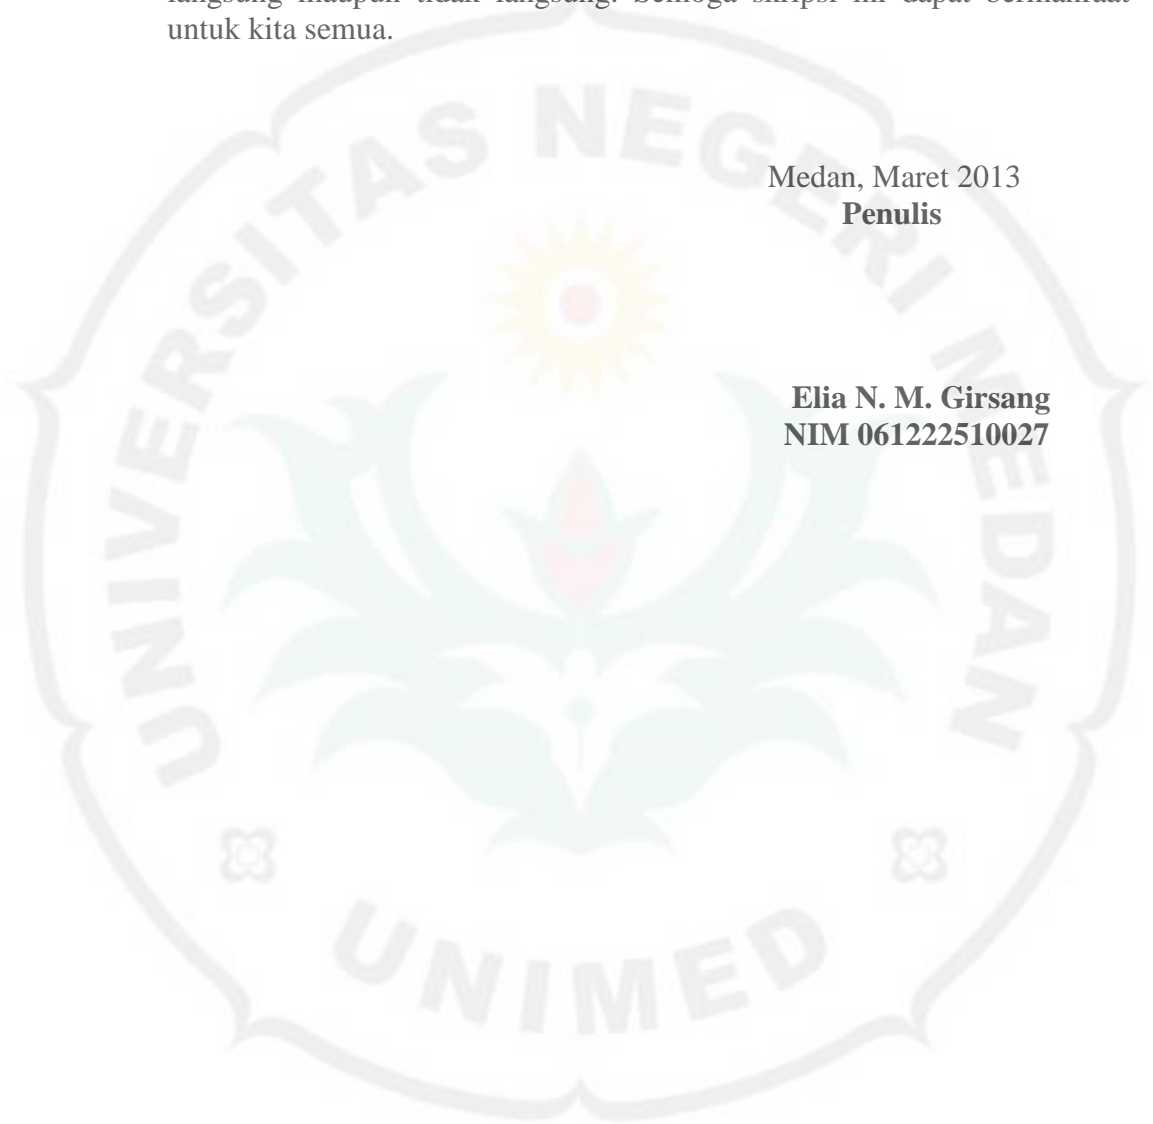 langsung maupun tidak langsung. Semoga skripsi ini dapat bermanfaat
untuk kita semua.
Medan, Maret 2013
Penulis
Elia N. M. Girsang
NIM 061222510027
UNIVERSITAS NEGERI MEDAN
UNIMED